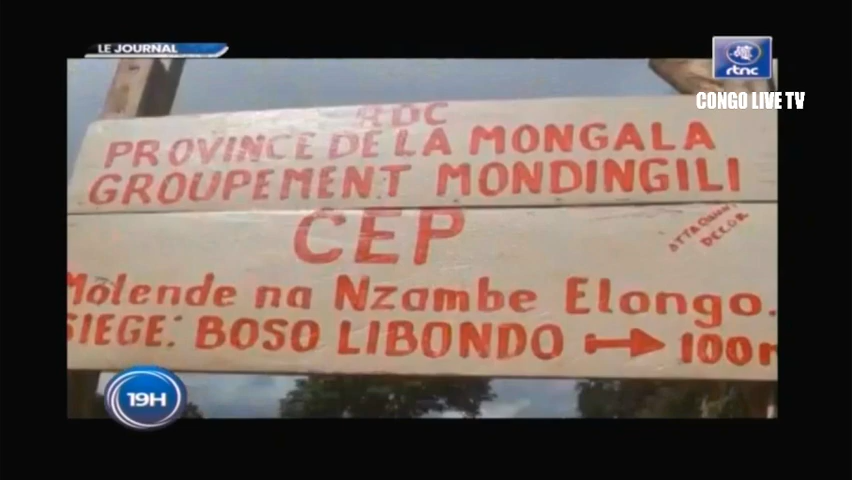 LE JOURNAL
rtnc
CONGO LIVE TV
RDC
PROVINCE DE LA MONGALA
GROUPEMENT MONDINGILI
CEP
DECOR
Molende na Nzambe Elongo.
SIEGE: BOSO LIBONDO → 100m
19H